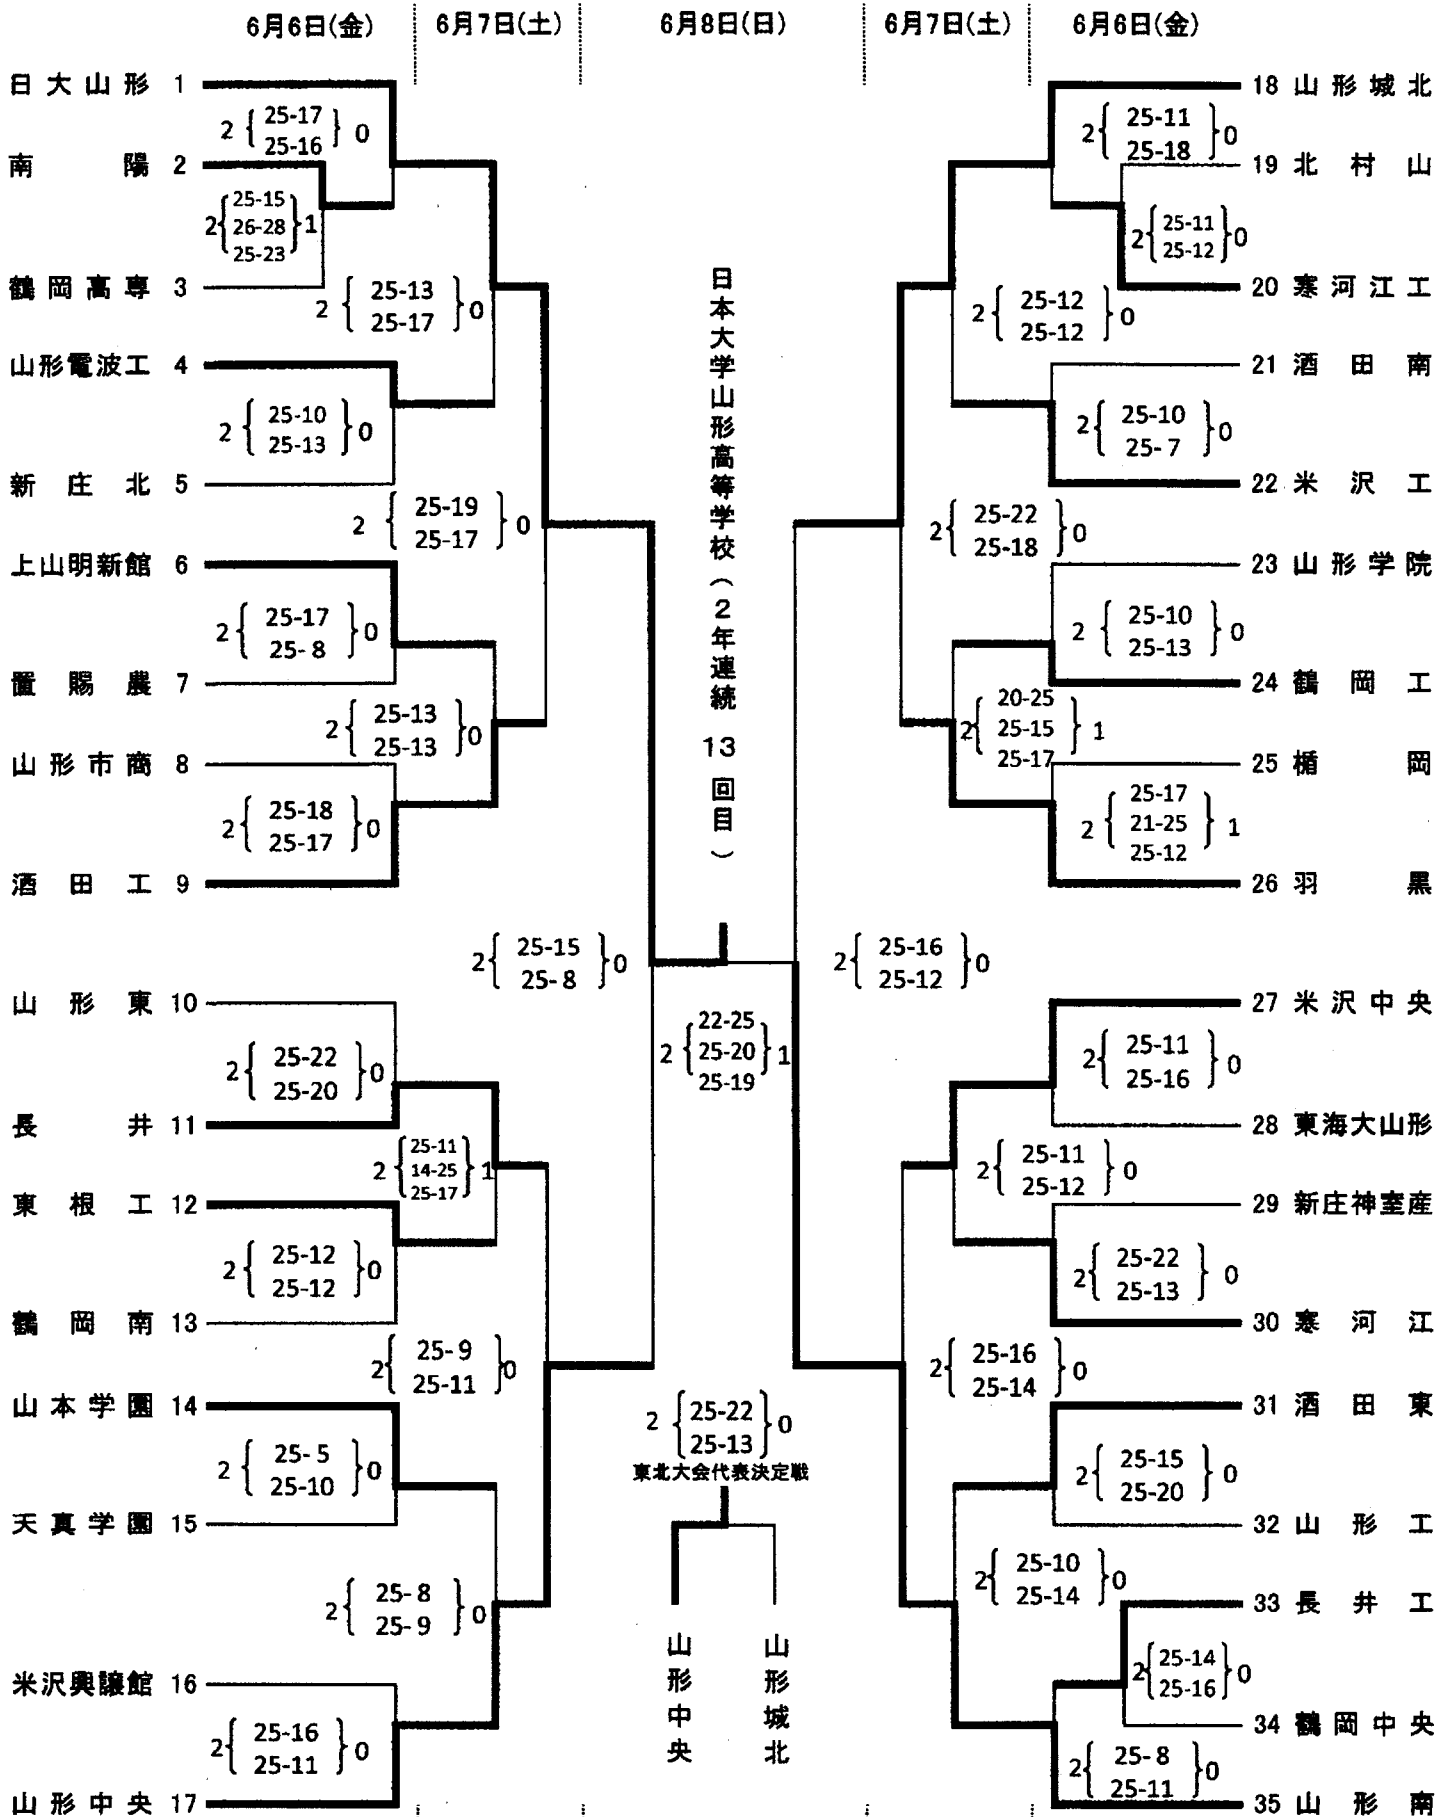 6月6日(金) 6月7日(土) 6月8日(日) 6月7日(土) 6月6日(金)
日大山形 1
2 { 25-17 25-16 } 0
南陽 2
2 { 25-15 26-28 25-23 } 1
鶴岡高専 3
2 { 25-13 25-17 } 0
山形電波工 4
2 { 25-10 25-13 } 0
新庄北 5
2 { 25-19 25-17 } 0
上山明新館 6
2 { 25-17 25-8 } 0
置賜農 7
2 { 25-13 25-13 } 0
山形市商 8
2 { 25-18 25-17 } 0
酒田工 9
2 { 25-15 25-8 } 0
山形東 10
2 { 25-22 25-20 } 0
長井 11
2 { 25-11 14-25 25-17 } 1
東根工 12
2 { 25-12 25-12 } 0
鶴岡南 13
2 { 25-9 25-11 } 0
山本学園 14
2 { 25-5 25-10 } 0
天真学園 15
2 { 25-8 25-9 } 0
米沢興譲館 16
2 { 25-16 25-11 } 0
山形中央 17
日本大学山形高等学校(2年連続 13回目)
2 { 22-25 25-20 25-19 } 1
2 { 25-22 25-13 } 0
東北大会代表決定戦
山形中央
山形城北
18 山形城北
2 { 25-11 25-18 } 0
19 北村山
2 { 25-11 25-12 } 0
20 寒河江工
2 { 25-12 25-12 } 0
21 酒田南
2 { 25-10 25-7 } 0
22 米沢工
2 { 25-22 25-18 } 0
23 山形学院
2 { 25-10 25-13 } 0
24 鶴岡工
2 { 20-25 25-15 25-17 } 1
25 楯岡
2 { 25-17 21-25 25-12 } 1
26 羽黒
2 { 25-16 25-12 } 0
27 米沢中央
2 { 25-11 25-16 } 0
28 東海大山形
2 { 25-11 25-12 } 0
29 新庄神室産
2 { 25-22 25-13 } 0
30 寒河江
2 { 25-16 25-14 } 0
31 酒田東
2 { 25-15 25-20 } 0
32 山形工
2 { 25-10 25-14 } 0
33 長井工
2 { 25-14 25-16 } 0
34 鶴岡中央
2 { 25-8 25-11 } 0
35 山形南